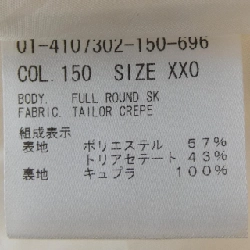 01-4107302-150-696
COL. 150 SIZE XXO
BODY. FULL ROUND SK
FABRIC. TAILOR CREPE
組成表示
表地 ポリエステル 57%
トリアセテート 43%
裏地 キュプラ 100%